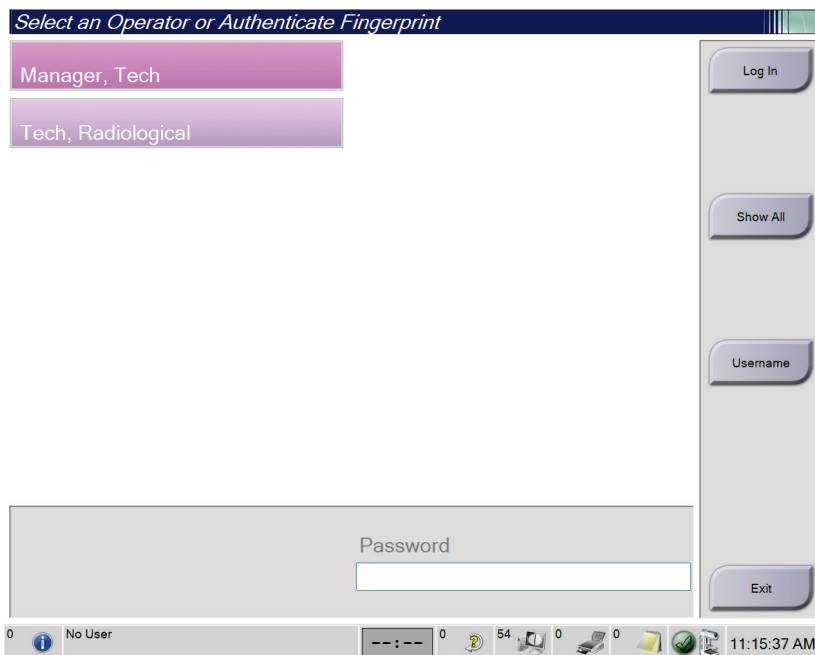 Select an Operator or Authenticate Fingerprint
Manager, Tech
Log In
Tech, Radiological
Show All
Username
Password
Exit
0 No User --:-- 0 54 0 0 11:15:37 AM